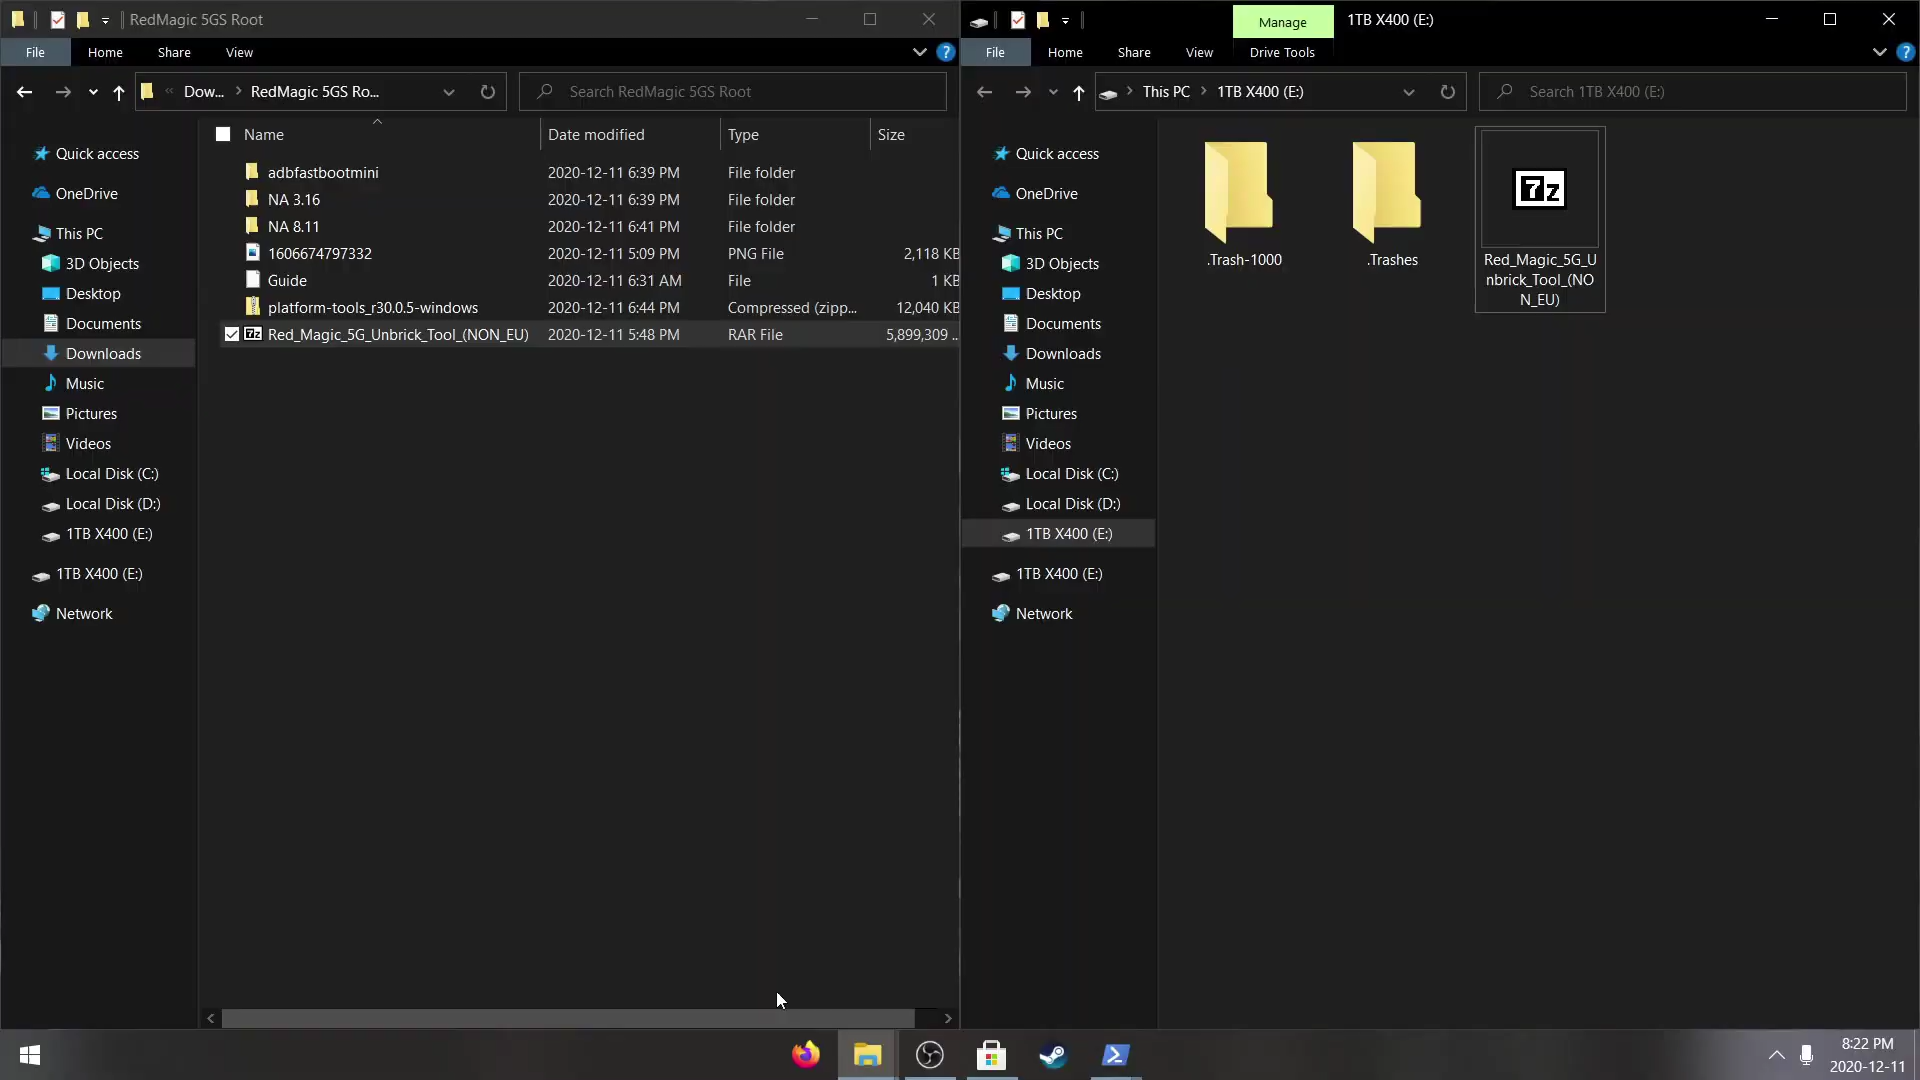 RedMagic 5GS Root
File
Home
Share
View
Dow...
RedMagic 5GS Ro...
Search RedMagic 5GS Root
Name
Date modified
Type
Size
Quick access
OneDrive
This PC
3D Objects
Desktop
Documents
Downloads
Music
Pictures
Videos
Local Disk (C:)
Local Disk (D:)
1TB X400 (E:)
1TB X400 (E:)
Network
adbfastbootmini 2020-12-11 6:39 PM File folder
NA 3.16 2020-12-11 6:39 PM File folder
NA 8.11 2020-12-11 6:41 PM File folder
1606674797332 2020-12-11 5:09 PM PNG File 2,118 KB
Guide 2020-12-11 6:31 AM File 1 KB
platform-tools_r30.0.5-windows 2020-12-11 6:44 PM Compressed (zipp... 12,040 KB
7z Red_Magic_5G_Unbrick_Tool_(NON_EU) 2020-12-11 5:48 PM RAR File 5,899,309 ..
Manage
1TB X400 (E:)
File
Home
Share
View
Drive Tools
This PC
1TB X400 (E:)
Search 1TB X400 (E:)
Quick access
OneDrive
This PC
3D Objects
Desktop
Documents
Downloads
Music
Pictures
Videos
Local Disk (C:)
Local Disk (D:)
1TB X400 (E:)
1TB X400 (E:)
Network
.Trash-1000
.Trashes
7z
Red_Magic_5G_U
nbrick_Tool_(NO
N_EU)
8:22 PM
2020-12-11